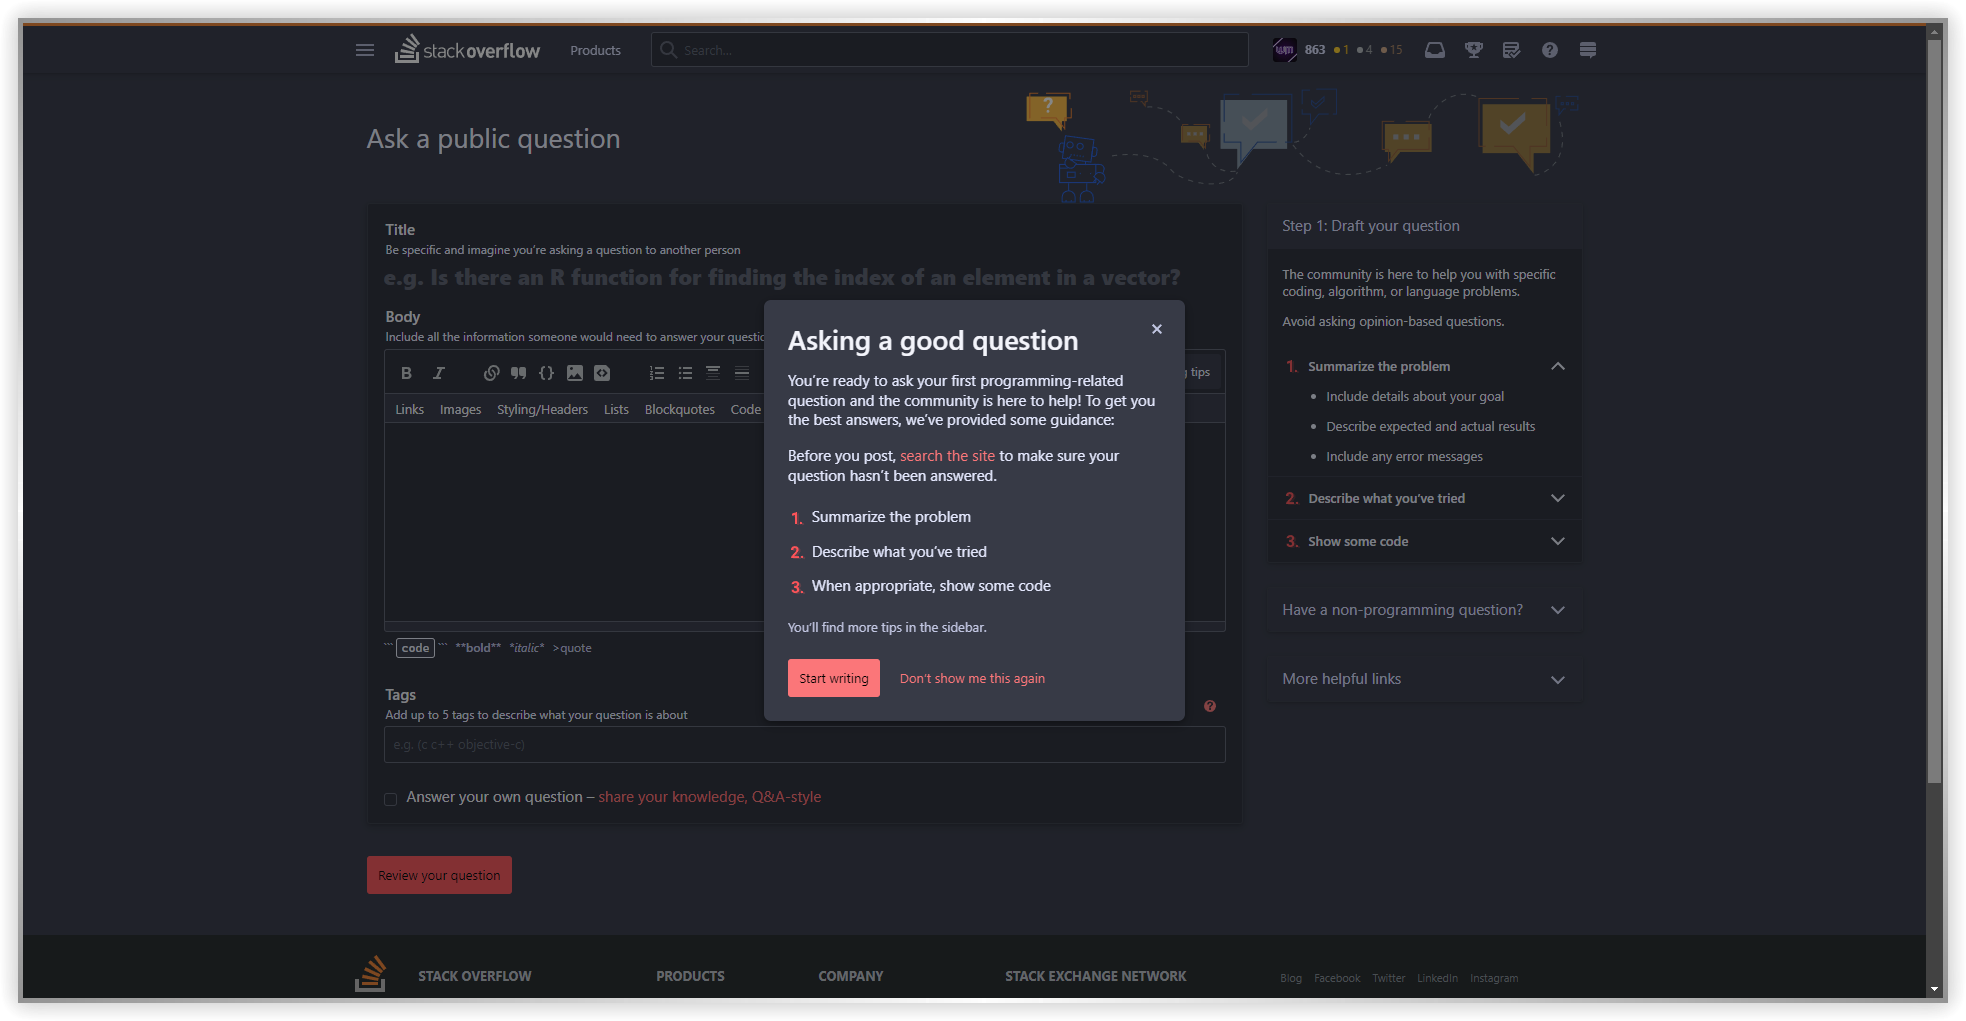 stackoverflow Products Search... 863 1 4 15
Ask a public question
Title
Be specific and imagine you're asking a question to another person
e.g. Is there an R function for finding the index of an element in a vector?
Body
Include all the information someone would need to answer your
B I tips
Links Images Styling/Headers Lists Blockquotes Code
``` code ``` **bold** *italic* >quote
Tags
Add up to 5 tags to describe what your question is about
e.g. (c c++ objective-c)
Answer your own question – share your knowledge, Q&A-style
Review your question
Asking a good question
You're ready to ask your first programming-related
question and the community is here to help! To get you
the best answers, we've provided some guidance:
Before you post, search the site to make sure your
question hasn't been answered.
1. Summarize the problem
2. Describe what you've tried
3. When appropriate, show some code
You'll find more tips in the sidebar.
Start writing Don't show me this again
Step 1: Draft your question
The community is here to help you with specific
coding, algorithm, or language problems.
Avoid asking opinion-based questions.
1. Summarize the problem
• Include details about your goal
• Describe expected and actual results
• Include any error messages
2. Describe what you've tried
3. Show some code
Have a non-programming question?
More helpful links
STACK OVERFLOW PRODUCTS COMPANY STACK EXCHANGE NETWORK Blog Facebook Twitter LinkedIn Instagram